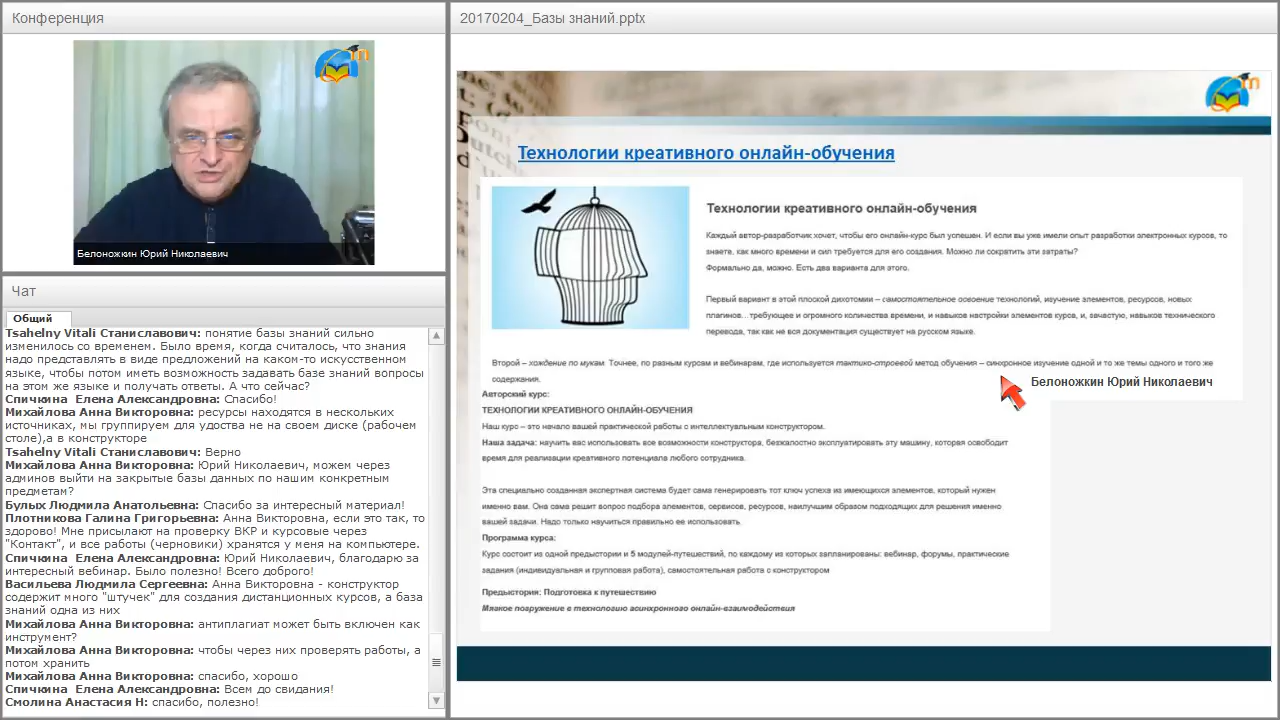 Конференция
Белоножкин Юрий Николаевич
Чат
Общий
Tsahelny Vitali Станиславович: понятие базы знаний сильно
изменилось со временем. Было время, когда считалось, что знания
надо представлять в виде предложений на каком-то искусственном
языке, чтобы потом имет возможность задать базе знаний вопросы
на этом же языке и получать ответы. А что сейчас?
Спичкина Елена Александровна: Спасибо!
Михайлова Анна Викторовна: ресурсы находятся в нескольких
источниках, мы группируем для удоства не на своем диске (рабочем
столе),а в конструкторе
Tsahelny Vitali Станиславович: Верно
Михайлова Анна Викторовна: Юрий Николаевич, можем через
админов выйти на закрытые базы данных по нашим конкретным
предметам?
Булых Людмила Анатольевна: Спасибо за интересный материал!
Плотникова Галина Григорьевна: Анна Викторовна, если это так, то
здорово! Мне присылают на проверку ВКР и курсовые через
"Контакт", и все работы (черновики) хранятся у меня на компьютере.
Спичкина Елена Александровна: Юрий Николаевич, благодарю за
интересный вебинар. Было полезно! Всего доброго!
Васильева Людмила Сергеевна: Анна Викторовна - конструктор
содержит много "штучек" для создания дистанционных курсов, а база
знаний одна из них
Михайлова Анна Викторовна: антиплагиат может быть включен как
инструмент?
Михайлова Анна Викторовна: чтобы через них проверять работы, а
потом хранить
Михайлова Анна Викторовна: спасибо, хорошо
Спичкина Елена Александровна: Всем до свидания!
Смолина Анастасия Н: спасибо, полезно!
20170204_Базы знаний.pptx
Технологии креативного онлайн-обучения
Технологии креативного онлайн-обучения
Каждый автор-разработчик хочет, чтобы его онлайн-курс был успешен. И если вы уже имели опыт разработки электронных курсов, то
знаете, как много времени и сил требуется для его создания. Можно ли сократить эти затраты?
Формально да, можно. Есть два варианта для этого.
Первый вариант в этой плоской дихотомии – самостоятельное освоение технологий, изучение элементов, ресурсов, новых
плагинов... требующее и огромного количества времени, и навыков настройки элементов курса, и, зачастую, навыков технического
перевода, так как не вся документация существует на русском языке.
Второй – хождение по мукам. Точнее, по разным курсам и вебинарам, где используется тактико-строевой метод обучения – синхронное изучение одной и то же темы одного и того же
содержания.
Белоножкин Юрий Николаевич
Авторский курс:
ТЕХНОЛОГИИ КРЕАТИВНОГО ОНЛАЙН-ОБУЧЕНИЯ
Наш курс – это начало вашей практической работы с интеллектуальным конструктором.
Наша задача: научить вас использовать все возможности конструктора, безжалостно эксплуатировать эту машину, которая освободит
время для реализации креативного потенциала любого сотрудника.
Эта специально созданная экспертная система будет сама генерировать тот ключ успеха из имеющихся элементов, который нужен
именно вам. Она сама решит вопрос подбора элементов, сервисов, ресурсов, наилучшим образом подходящих для решения именно
вашей задачи. Надо только научиться правильно ее использовать.
Программа курса:
Курс состоит из одной предыстории и 5 модулей-путешествий, по каждому из которых запланированы: вебинар, форумы, практические
задания (индивидуальная и групповая работа), самостоятельная работа с конструктором
Предыстория: Подготовка к путешествию
Мягкое погружение в технологию асинхронного онлайн-взаимодействия